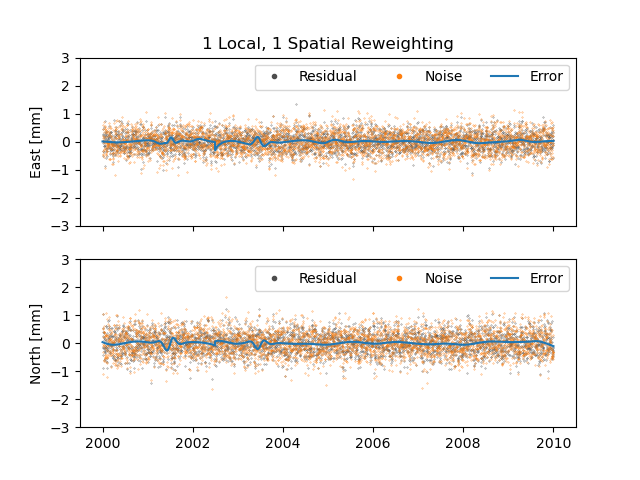 1 Local, 1 Spatial Reweighting
3
2
1
0
−1
−2
−3
East [mm]
Residual Noise Error
3
2
1
0
−1
−2
−3
North [mm]
Residual Noise Error
2000 2002 2004 2006 2008 2010